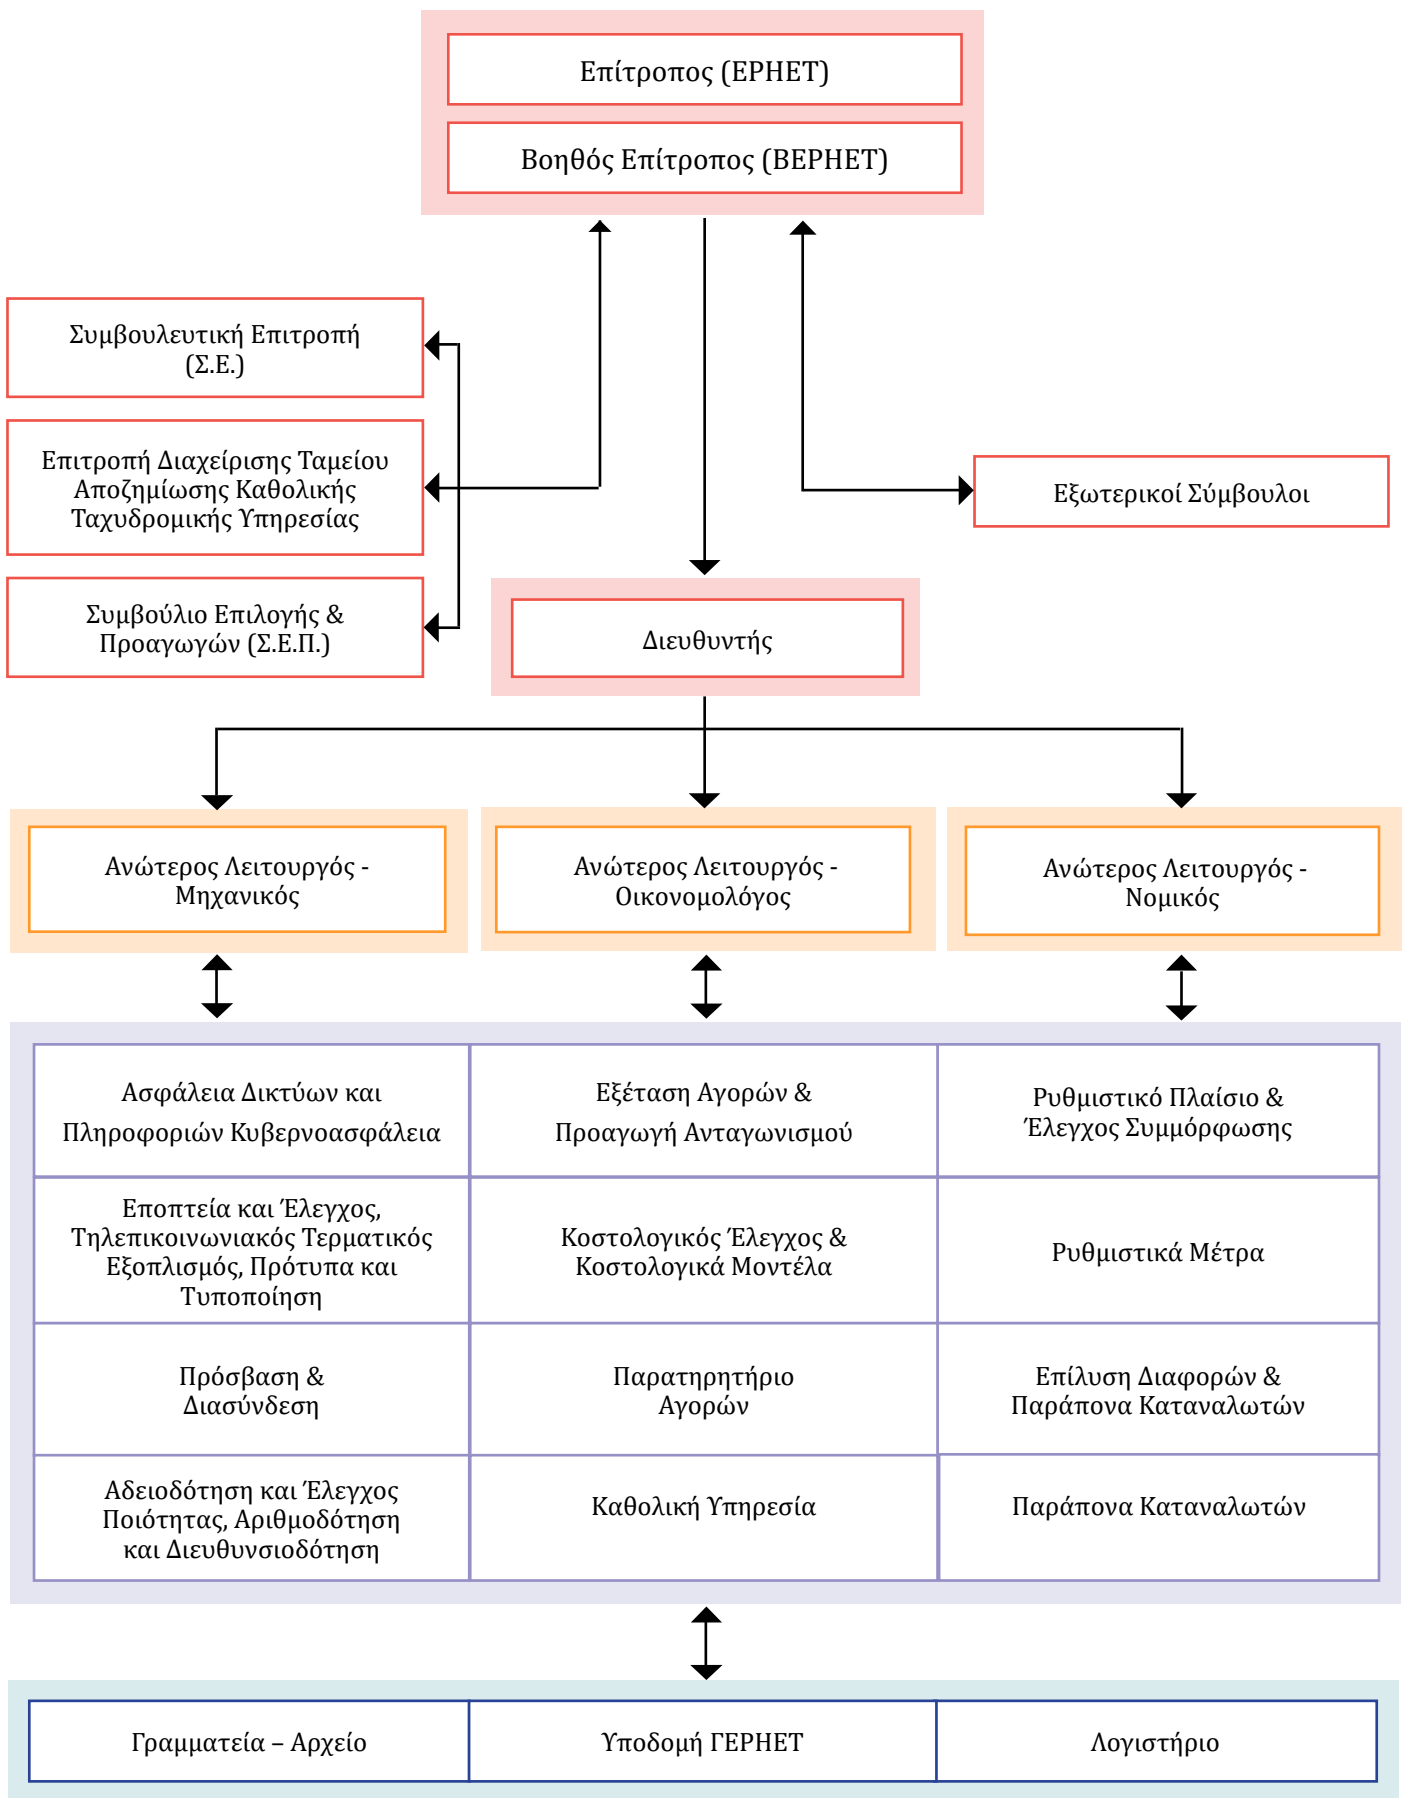 Επίτροπος (ΕΡΗΕΤ)
Βοηθός Επίτροπος (ΒΕΡΗΕΤ)
Συμβουλευτική Επιτροπή
(Σ.Ε.)
Επιτροπή Διαχείρισης Ταμείου
Αποζημίωσης Καθολικής
Ταχυδρομικής Υπηρεσίας
Εξωτερικοί Σύμβουλοι
Συμβούλιο Επιλογής &
Προαγωγών (Σ.Ε.Π.)
Διευθυντής
Ανώτερος Λειτουργός -
Μηχανικός
Ανώτερος Λειτουργός -
Οικονομολόγος
Ανώτερος Λειτουργός -
Νομικός
Ασφάλεια Δικτύων και
Πληροφοριών Κυβερνοασφάλεια
Εξέταση Αγορών &
Προαγωγή Ανταγωνισμού
Ρυθμιστικό Πλαίσιο &
Έλεγχος Συμμόρφωσης
Εποπτεία και Έλεγχος,
Τηλεπικοινωνιακός Τερματικός
Εξοπλισμός, Πρότυπα και
Τυποποίηση
Κοστολογικός Έλεγχος &
Κοστολογικά Μοντέλα
Ρυθμιστικά Μέτρα
Πρόσβαση &
Διασύνδεση
Παρατηρητήριο
Αγορών
Επίλυση Διαφορών &
Παράπονα Καταναλωτών
Αδειοδότηση και Έλεγχος
Ποιότητας, Αριθμοδότηση
και Διευθυνσιοδότηση
Καθολική Υπηρεσία
Παράπονα Καταναλωτών
Γραμματεία – Αρχείο
Υποδομή ΓΕΡΗΕΤ
Λογιστήριο